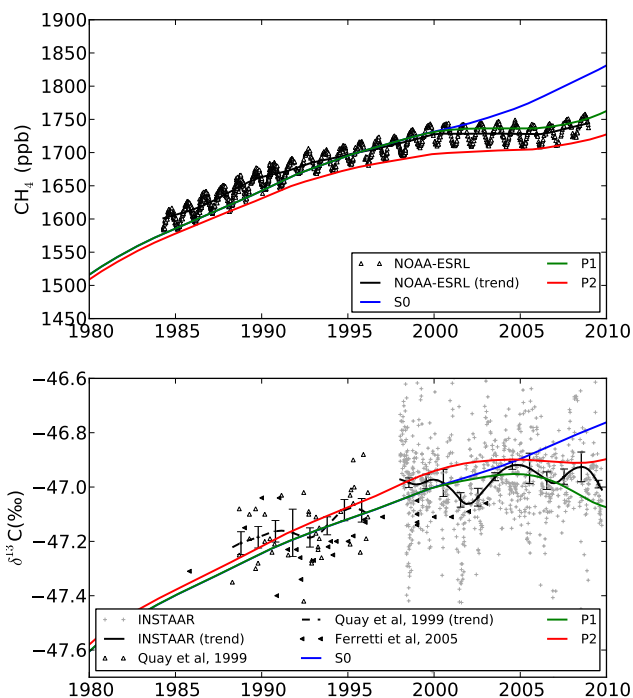 1900
1850
1800
1750
1700
1650
1600
1550
1500
1450
CH4 (ppb)
NOAA-ESRL
NOAA-ESRL (trend)
S0
P1
P2
1980 1985 1990 1995 2000 2005 2010
−46.6
−46.8
−47.0
−47.2
−47.4
−47.6
δ13C(‰)
INSTAAR
INSTAAR (trend)
Quay et al, 1999
Quay et al, 1999 (trend)
Ferretti et al, 2005
S0
P1
P2
1980 1985 1990 1995 2000 2005 2010